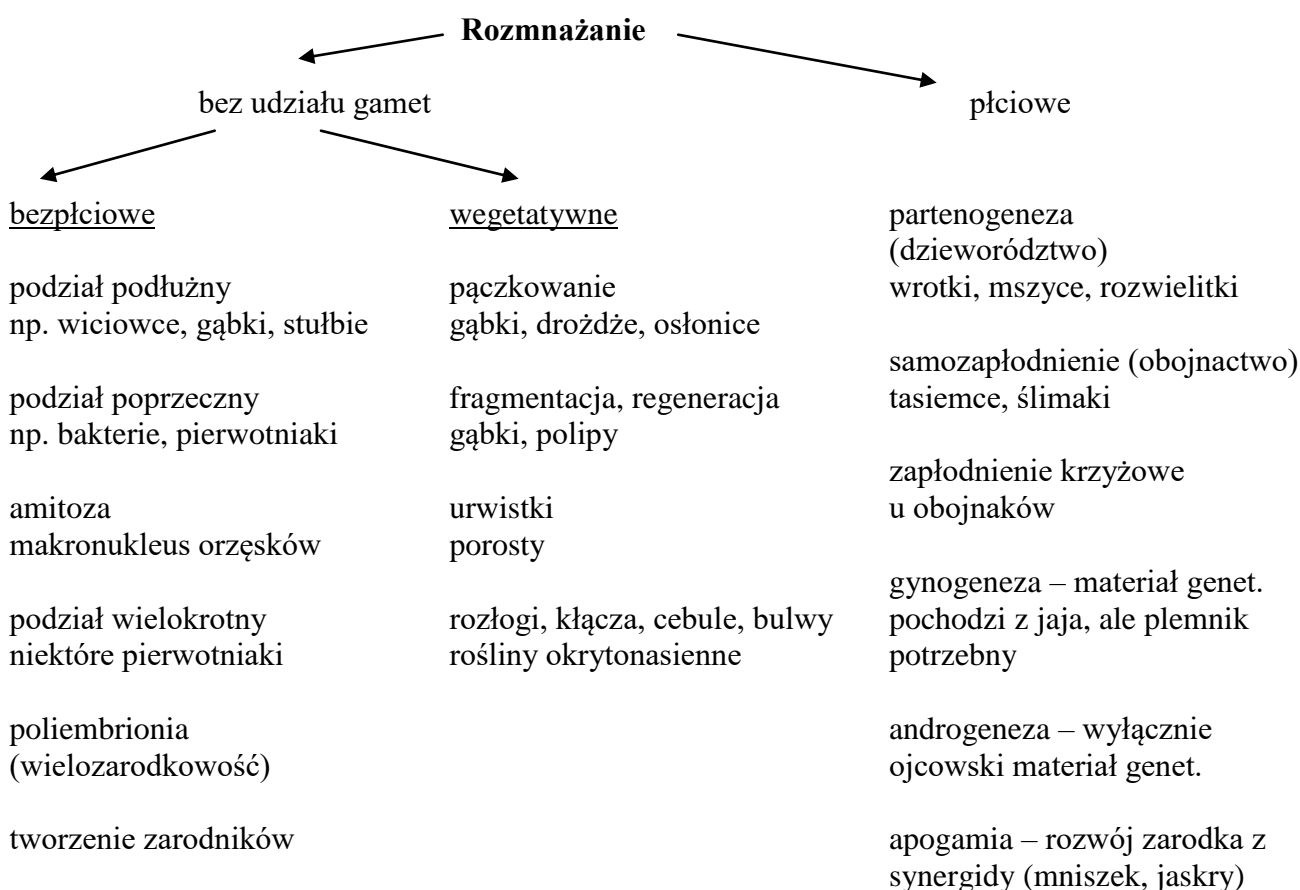 Rozmnażanie
bez udziału gamet
płciowe
bezpłciowe
podział podłużny
np. wiciowce, gąbki, stułbie
podział poprzeczny
np. bakterie, pierwotniaki
amitoza
makronukleus orzęsków
podział wielokrotny
niektóre pierwotniaki
poliembrionia
(wielozarodkowość)
tworzenie zarodników
wegetatywne
pączkowanie
gąbki, drożdże, osłonice
fragmentacja, regeneracja
gąbki, polipy
urwistki
porosty
rozłogi, kłącza, cebule, bulwy
rośliny okrytonasienne
partenogeneza
(dzieworództwo)
wrotki, mszyce, rozwielitki
samozapłodnienie (obojnactwo)
tasiemce, ślimaki
zapłodnienie krzyżowe
u obojnaków
gynogeneza – materiał genet.
pochodzi z jaja, ale plemnik
potrzebny
androgeneza – wyłącznie
ojcowski materiał genet.
apogamia – rozwój zarodka z
synergidy (mniszek, jaskry)